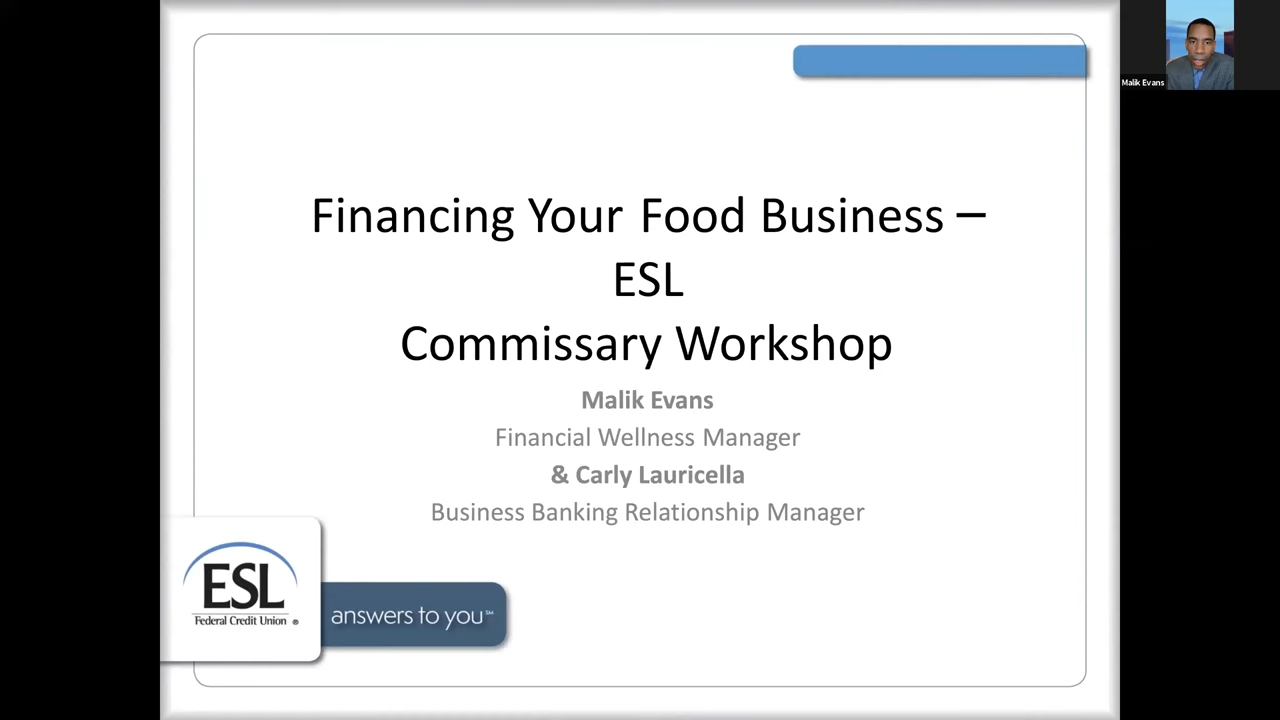 Malik Evans
Financing Your Food Business –
ESL
Commissary Workshop
Malik Evans
Financial Wellness Manager
& Carly Lauricella
Business Banking Relationship Manager
ESL
Federal Credit Union ®
answers to you℠